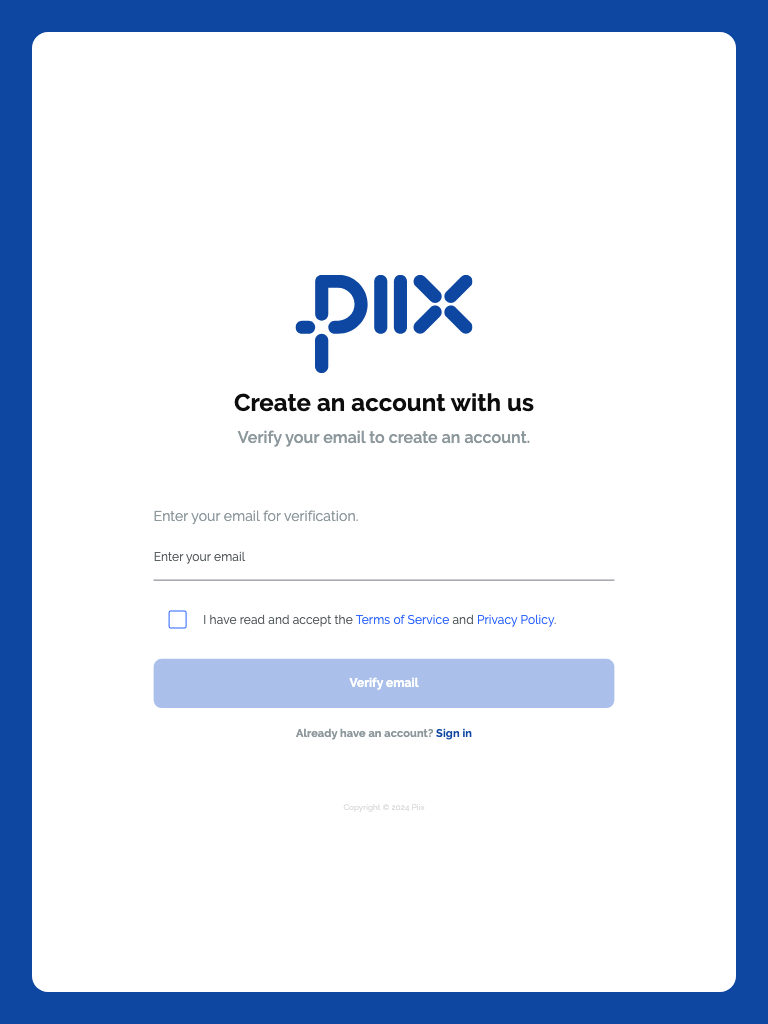 piix
Create an account with us
Verify your email to create an account.
Enter your email for verification.
Enter your email
I have read and accept the Terms of Service and Privacy Policy.
Verify email
Already have an account? Sign in
Copyright © 2024 Piix